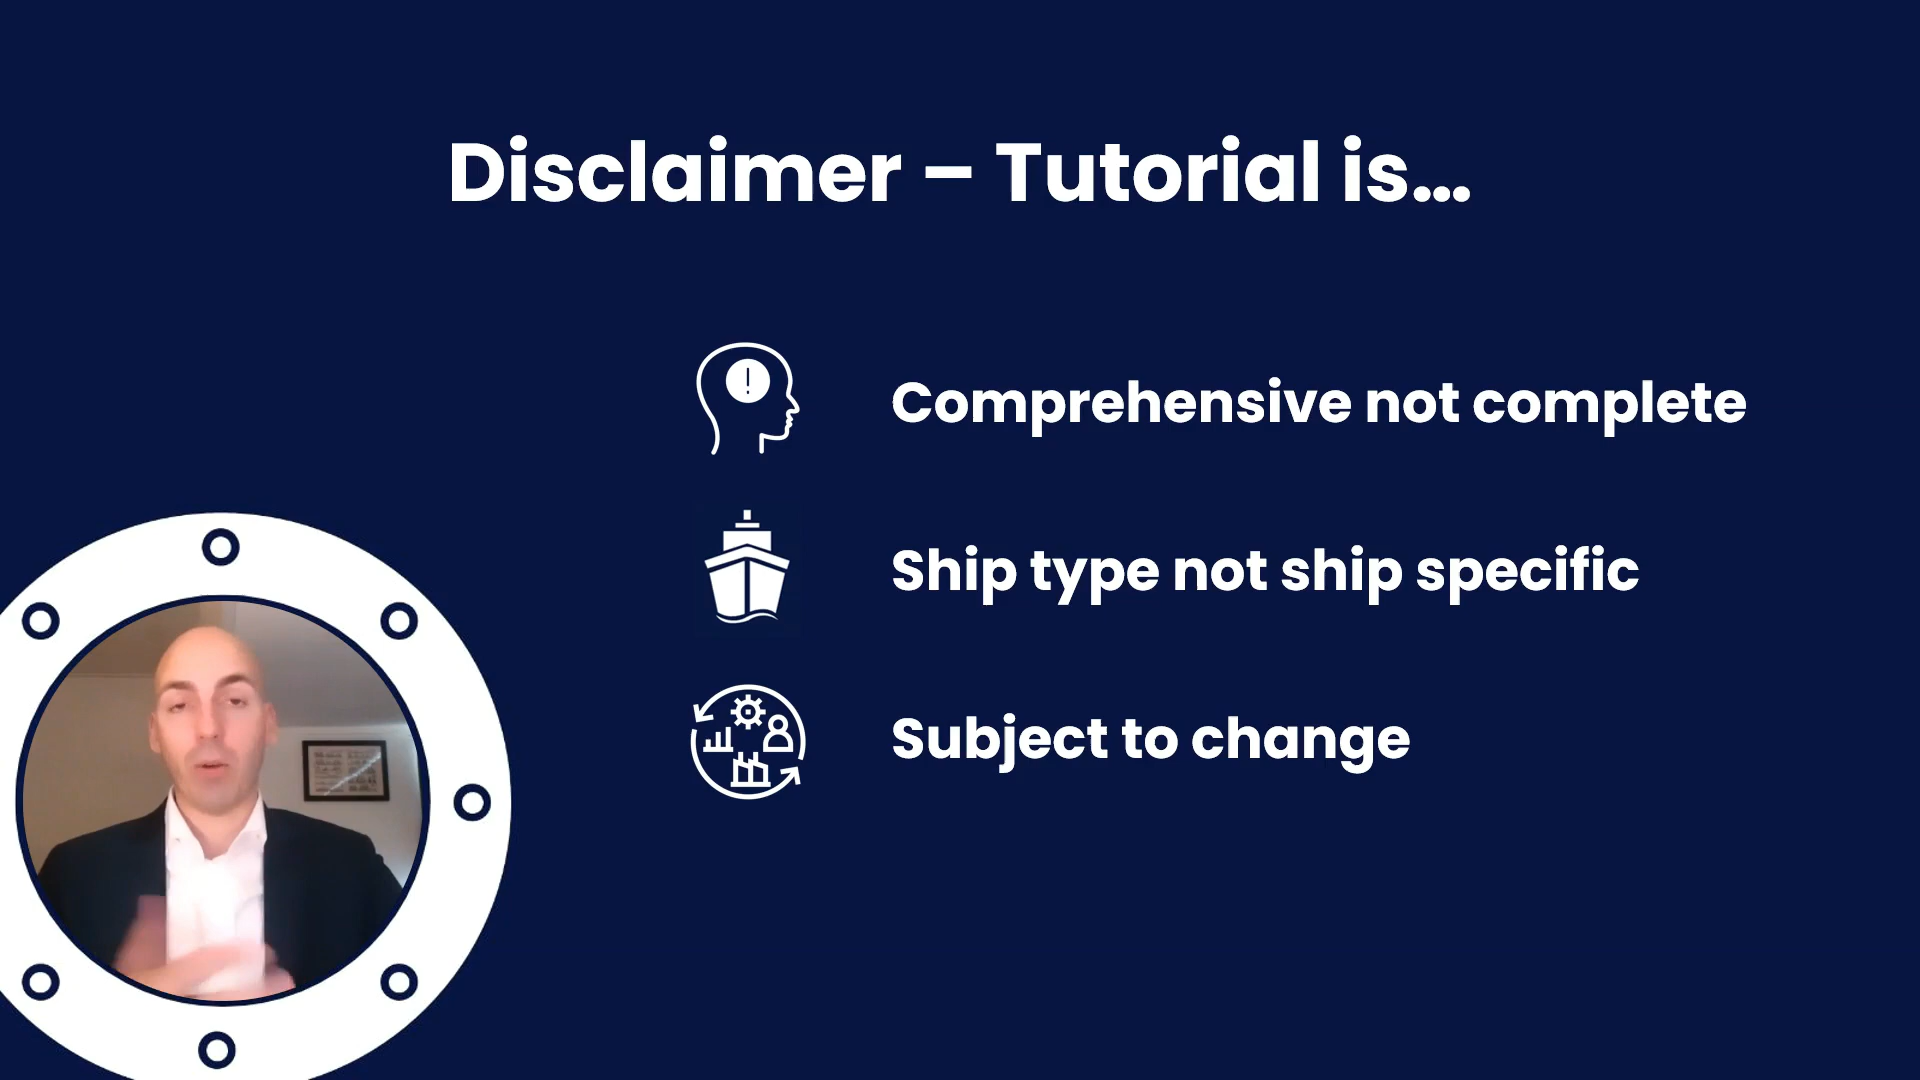 Disclaimer – Tutorial is...
Comprehensive not complete
Ship type not ship specific
Subject to change